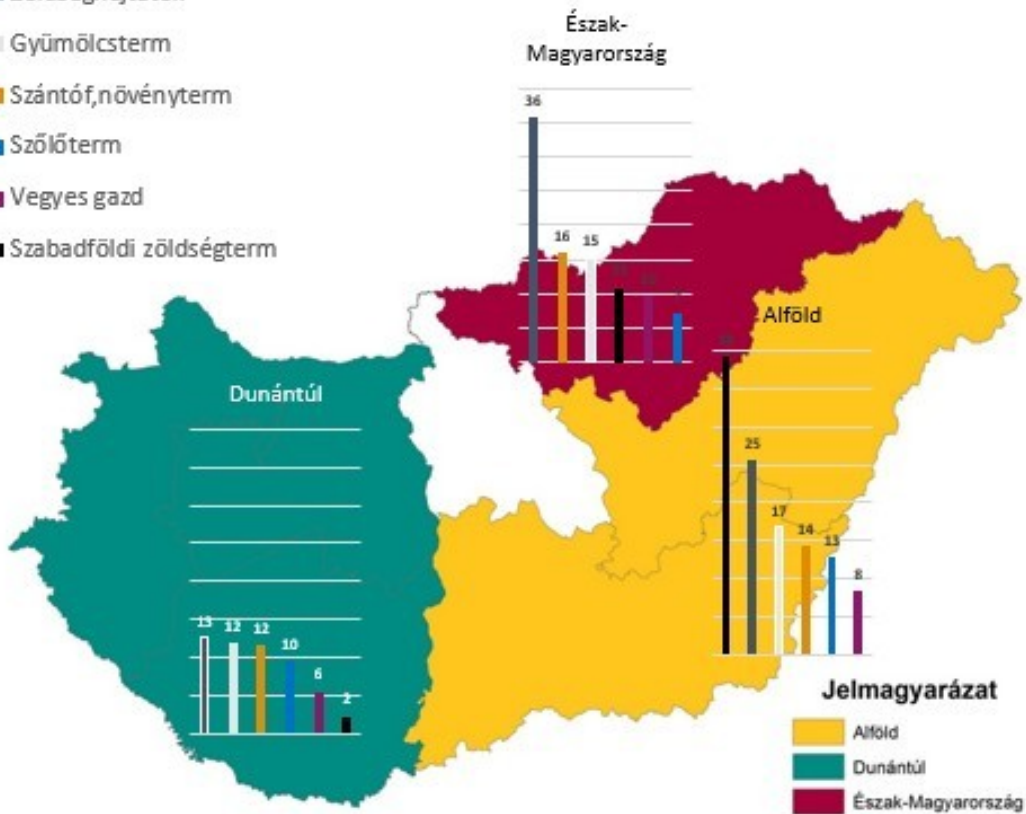 Gyümölcsterm
Szántóf,növényterm
Szőlőterm
Vegyes gazd
Szabadföldi zöldségterm
Észak-
Magyarország
36
16
15
Alföld
25
17
14
13
8
Dunántúl
13
12
12
10
6
2
Jelmagyarázat
Alföld
Dunántúl
Észak-Magyarország